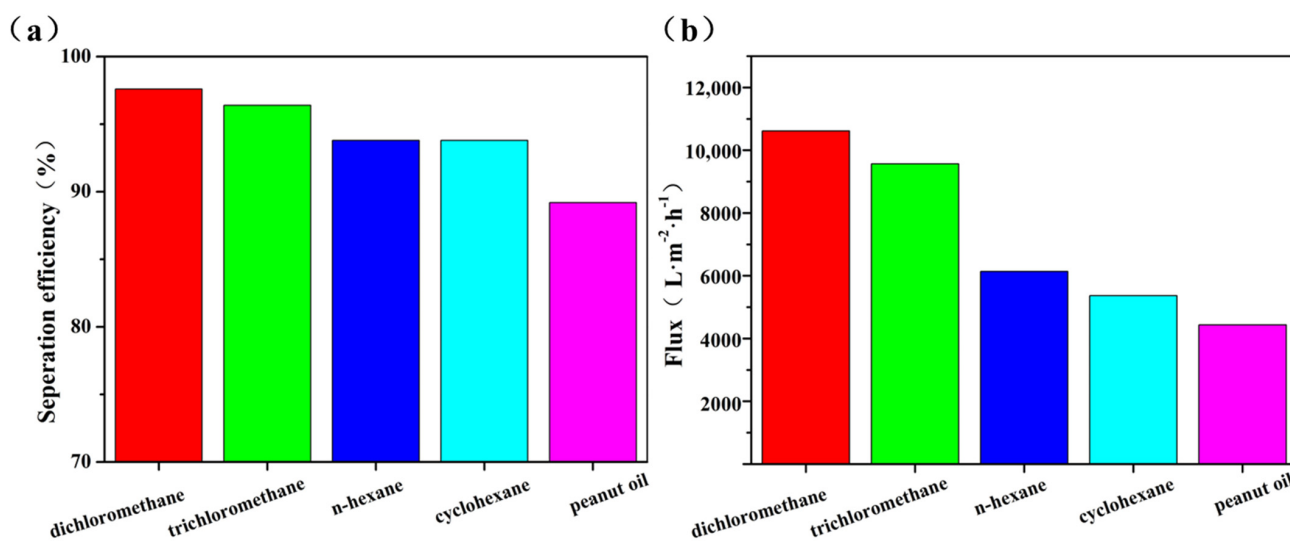 (a)
100
90
80
70
Seperation efficiency (%)
dichloromethane
trichloromethane
n-hexane
cyclohexane
peanut oil
(b)
12,000
10,000
8000
6000
4000
2000
Flux ( L·m⁻²·h⁻¹)
dichloromethane
trichloromethane
n-hexane
cyclohexane
peanut oil